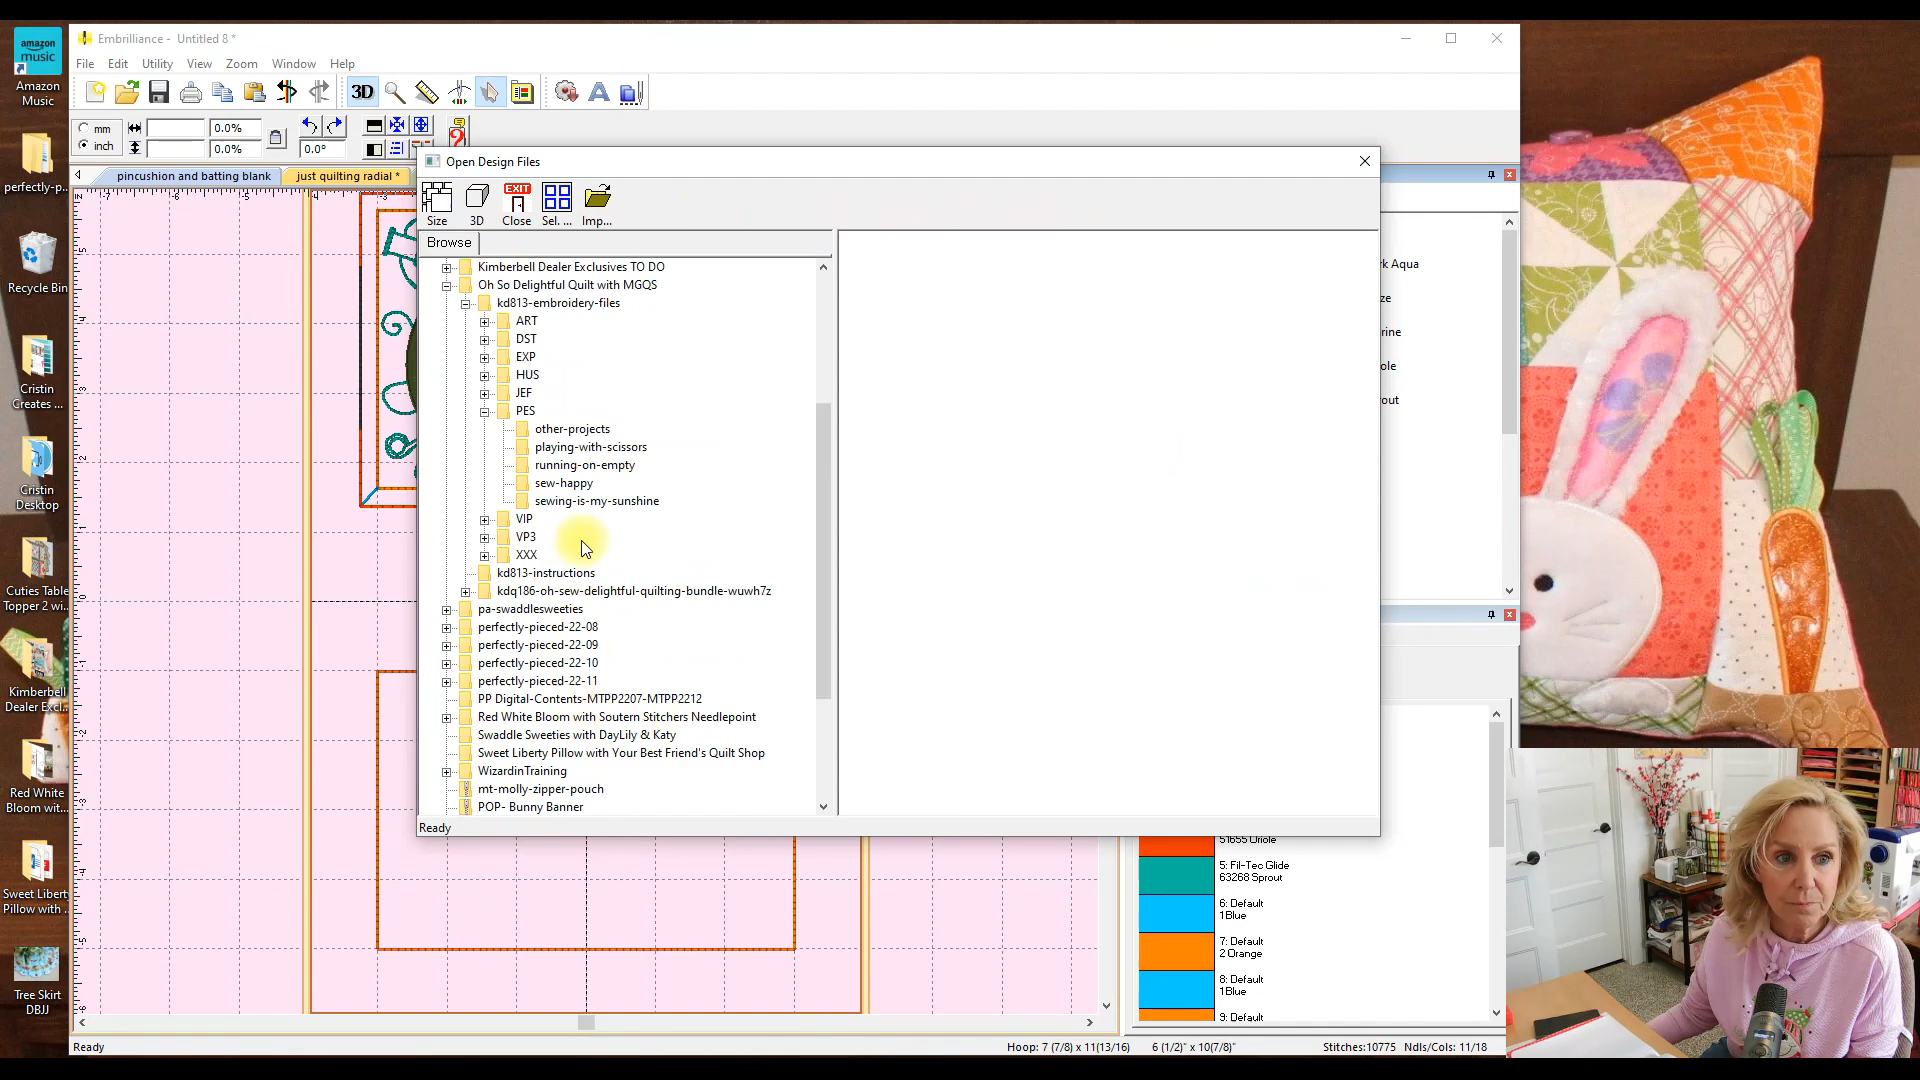 amazon
music
Amazon
Music
perfectly-p...
Recycle Bin
Cristin
Creates ...
Cristin
Desktop
Cuties Table
Topper 2 wi...
Kimberbell
Dealer Excl...
Red White
Bloom wit...
Sweet Liberty
Pillow with ...
Tree Skirt
DBJJ
Embrilliance - Untitled 8 *
File Edit Utility View Zoom Window Help
3D
mm
inch
0.0%
0.0%
0.0°
pincushion and batting blank
just quilting radial *
Open Design Files
Size
3D
EXIT
Close
Sel. ...
Imp...
Browse
Kimberbell Dealer Exclusives TO DO
Oh So Delightful Quilt with MGQS
kd813-embroidery-files
ART
DST
EXP
HUS
JEF
PES
other-projects
playing-with-scissors
running-on-empty
sew-happy
sewing-is-my-sunshine
VIP
VP3
XXX
kd813-instructions
kdq186-oh-sew-delightful-quilting-bundle-wuwh7z
pa-swaddlesweeties
perfectly-pieced-22-08
perfectly-pieced-22-09
perfectly-pieced-22-10
perfectly-pieced-22-11
PP Digital-Contents-MTPP2207-MTPP2212
Red White Bloom with Soutern Stitchers Needlepoint
Swaddle Sweeties with DayLily & Katy
Sweet Liberty Pillow with Your Best Friend's Quilt Shop
WizardinTraining
mt-molly-zipper-pouch
POP- Bunny Banner
Ready
rk Aqua
ze
rine
ole
rout
51655 Oriole
5: Fil-Tec Glide
63268 Sprout
6: Default
1Blue
7: Default
2 Orange
8: Default
1Blue
9: Default
Ready
Hoop: 7 (7/8) x 11(13/16)
6 (1/2)" x 10(7/8)"
Stitches:10775
Ndls/Cols: 11/18